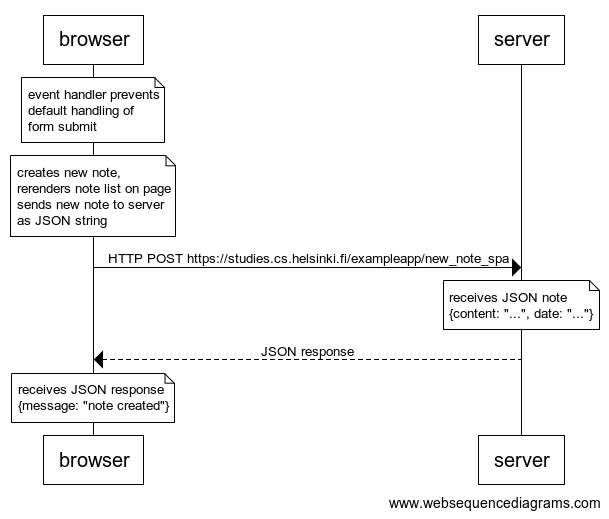 browser
server
event handler prevents
default handling of
form submit
creates new note,
rerenders note list on page
sends new note to server
as JSON string
HTTP POST https://studies.cs.helsinki.fi/exampleapp/new_note_spa
receives JSON note
{content: "...", date: "..."}
JSON response
receives JSON response
{message: "note created"}
browser
server
www.websequencediagrams.com